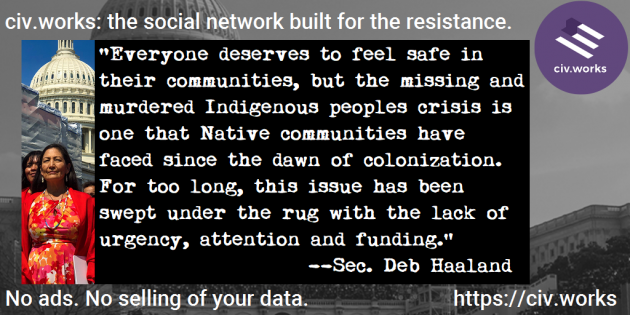 civ.works: the social network built for the resistance.
civ.works
"Everyone deserves to feel safe in
their communities, but the missing and
murdered Indigenous peoples crisis is
one that Native communities have
faced since the dawn of colonization.
For too long, this issue has been
swept under the rug with the lack of
urgency, attention and funding."
--Sec. Deb Haaland
No ads. No selling of your data.
https://civ.works